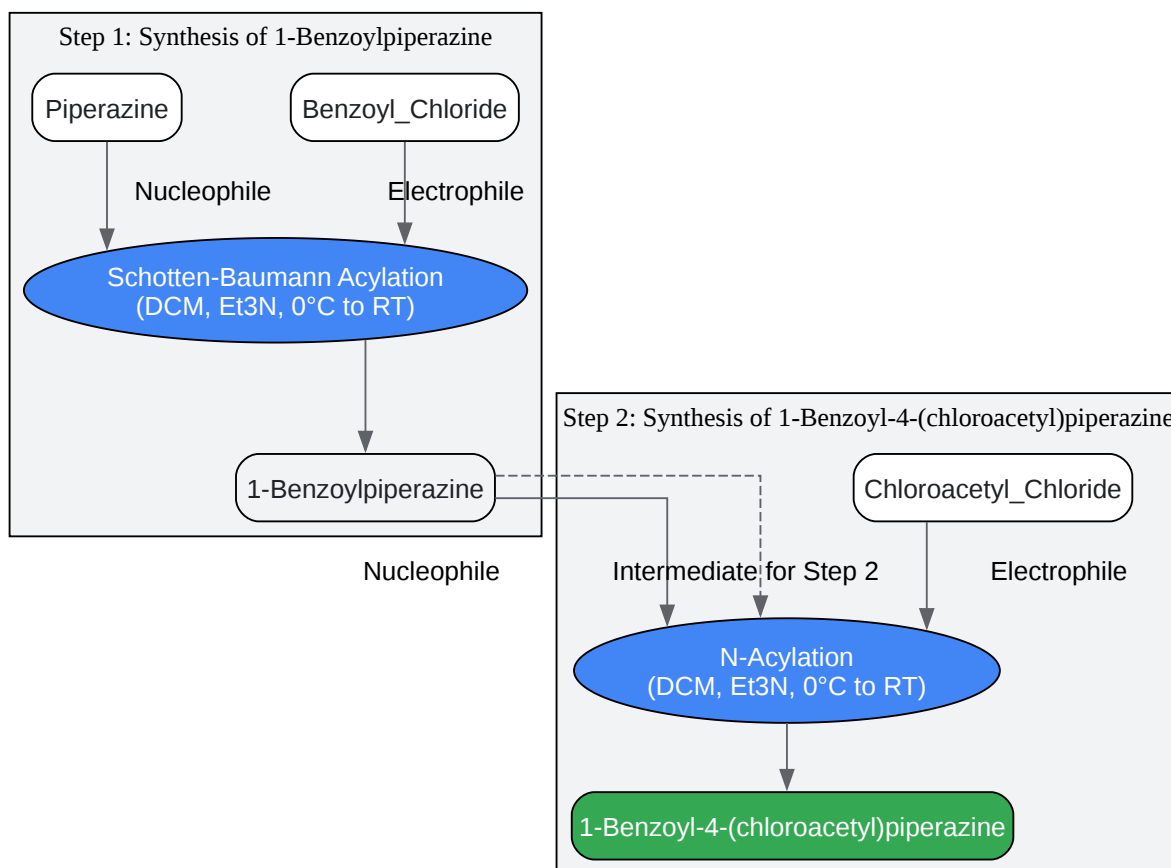 Step 1: Synthesis of 1-Benzoylpiperazine
Piperazine
Benzoyl_Chloride
Nucleophile
Electrophile
Schotten-Baumann Acylation
(DCM, Et3N, 0°C to RT)
Step 2: Synthesis of 1-Benzoyl-4-(chloroacetyl)piperazine
1-Benzoylpiperazine
Chloroacetyl_Chloride
Nucleophile
Intermediate for Step 2
Electrophile
N-Acylation
(DCM, Et3N, 0°C to RT)
1-Benzoyl-4-(chloroacetyl)piperazine